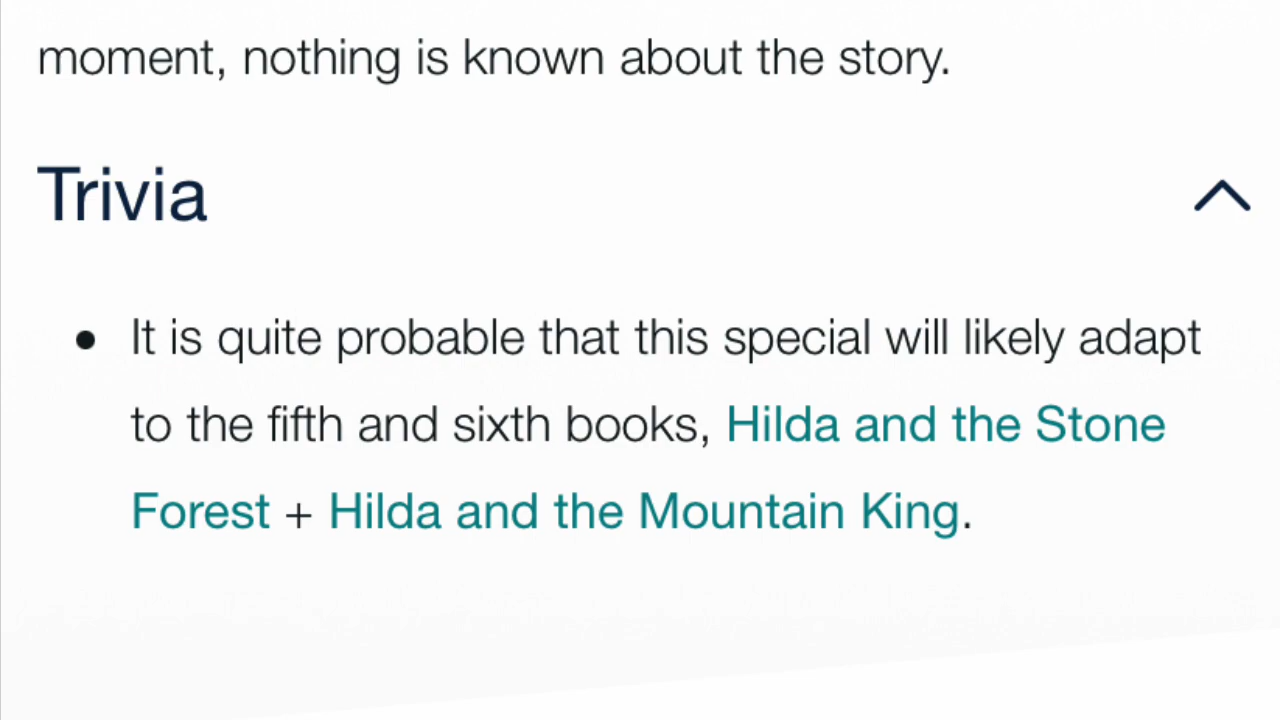 moment, nothing is known about the story.
Trivia
• It is quite probable that this special will likely adapt
to the fifth and sixth books, Hilda and the Stone
Forest + Hilda and the Mountain King.